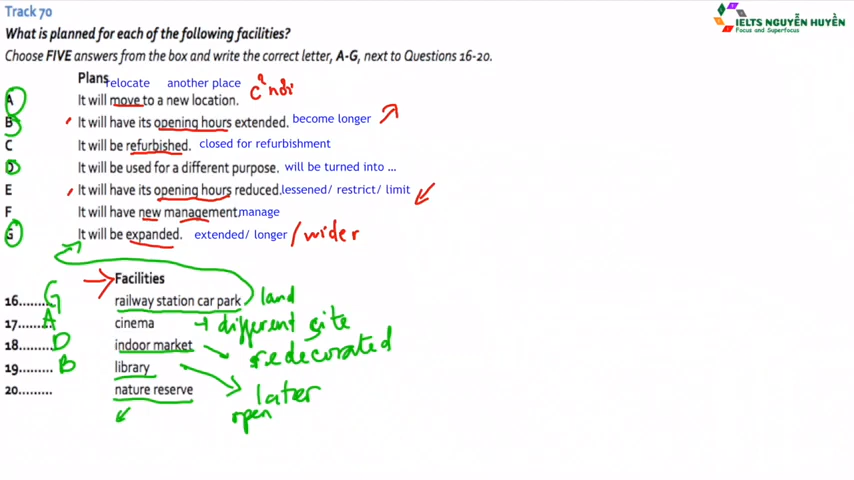 Track 70
IELTS NGUYỄN HUYỀN
Focus and Superfocus
What is planned for each of the following facilities?
Choose FIVE answers from the box and write the correct letter, A-G, next to Questions 16-20.
Plans relocate another place
A It will move to a new location.
B It will have its opening hours extended. become longer
C It will be refurbished. closed for refurbishment
D It will be used for a different purpose. will be turned into ...
E It will have its opening hours reduced. lessened/ restrict/ limit
F It will have new management. manage
G It will be expanded. extended/ longer / wider
Facilities
16......... G railway station car park land
17......... A cinema different site
18......... D indoor market redecorated
19......... B library later
20......... nature reserve open